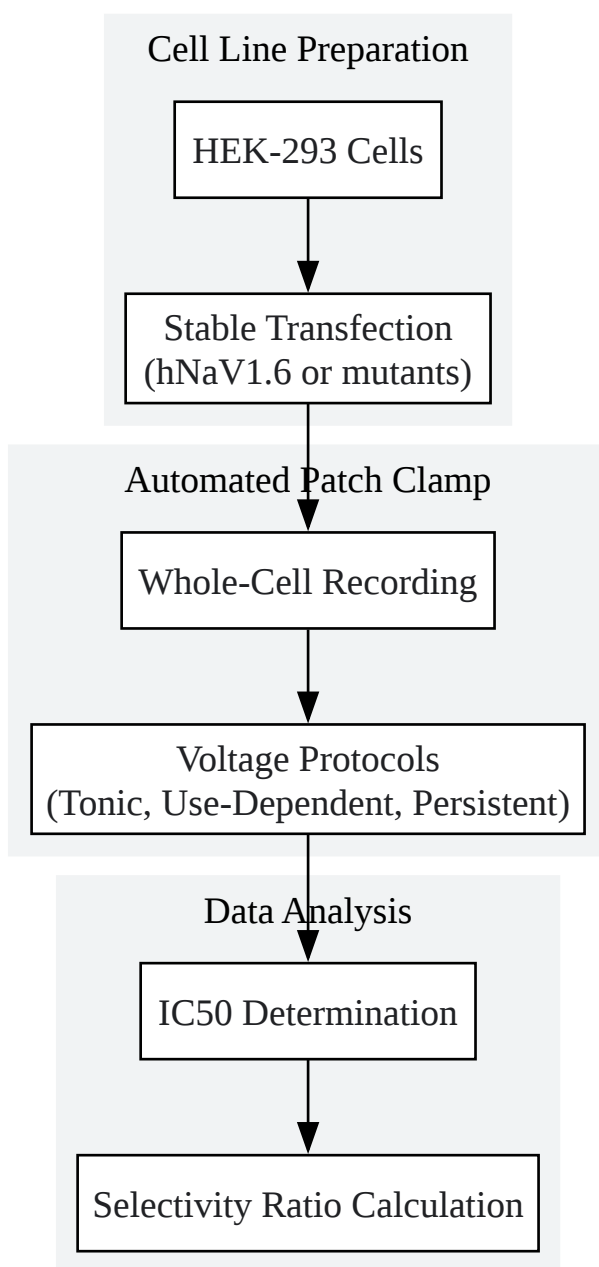 Cell Line Preparation
HEK-293 Cells
Stable Transfection
(hNaV1.6 or mutants)
Automated Patch Clamp
Whole-Cell Recording
Voltage Protocols
(Tonic, Use-Dependent, Persistent)
Data Analysis
IC50 Determination
Selectivity Ratio Calculation